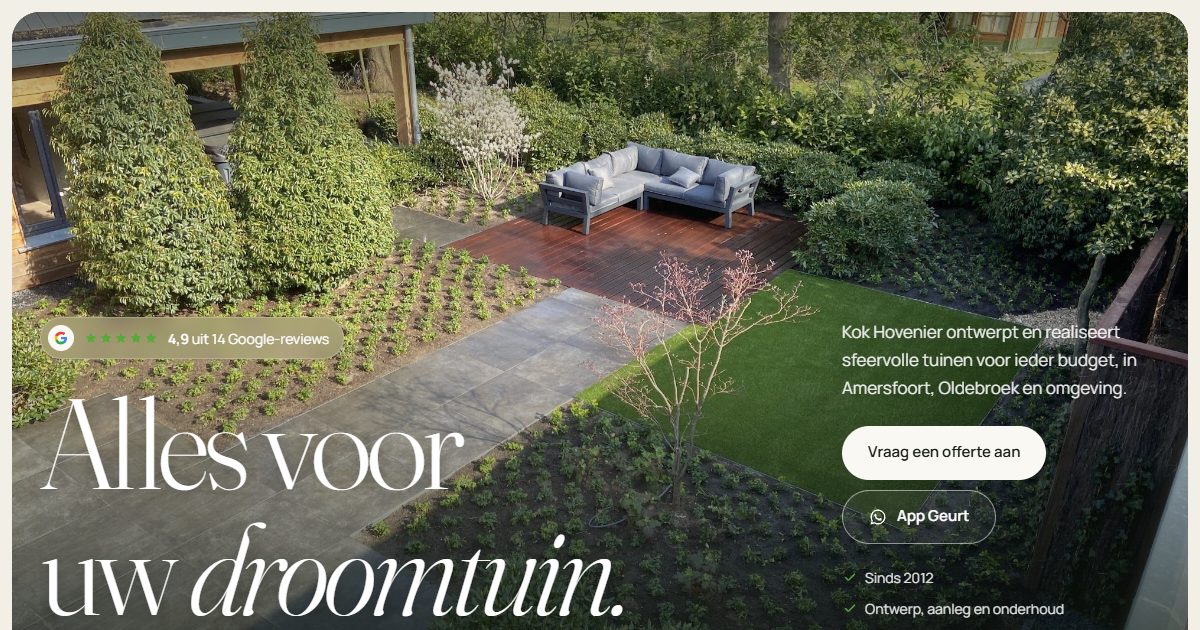 4,9 uit 14 Google-reviews
Alles voor
uw droomtuin.
Kok Hovenier ontwerpt en realiseert
sfeervolle tuinen voor ieder budget, in
Amersfoort, Oldebroek en omgeving.
Vraag een offerte aan
App Geurt
Sinds 2012
Ontwerp, aanleg en onderhoud